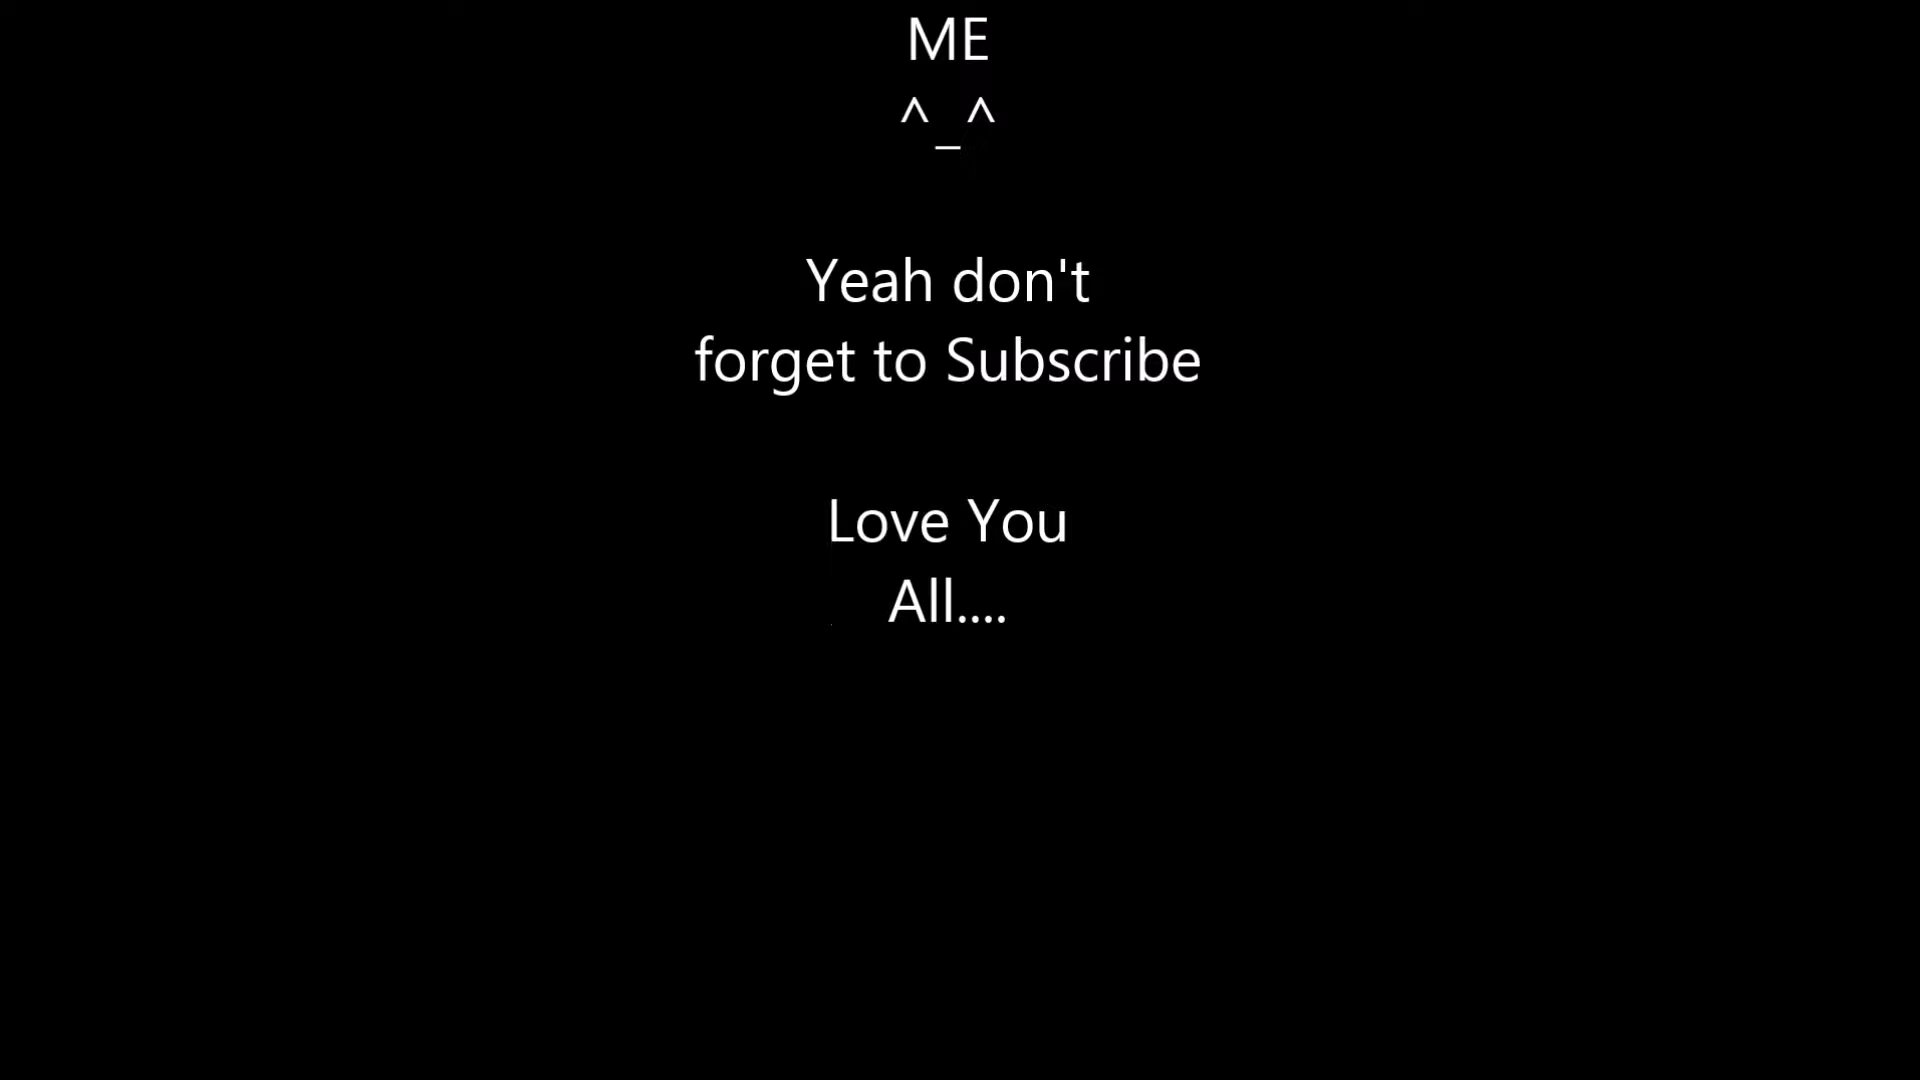 ME
^_^
Yeah don't
forget to Subscribe
Love You
All....